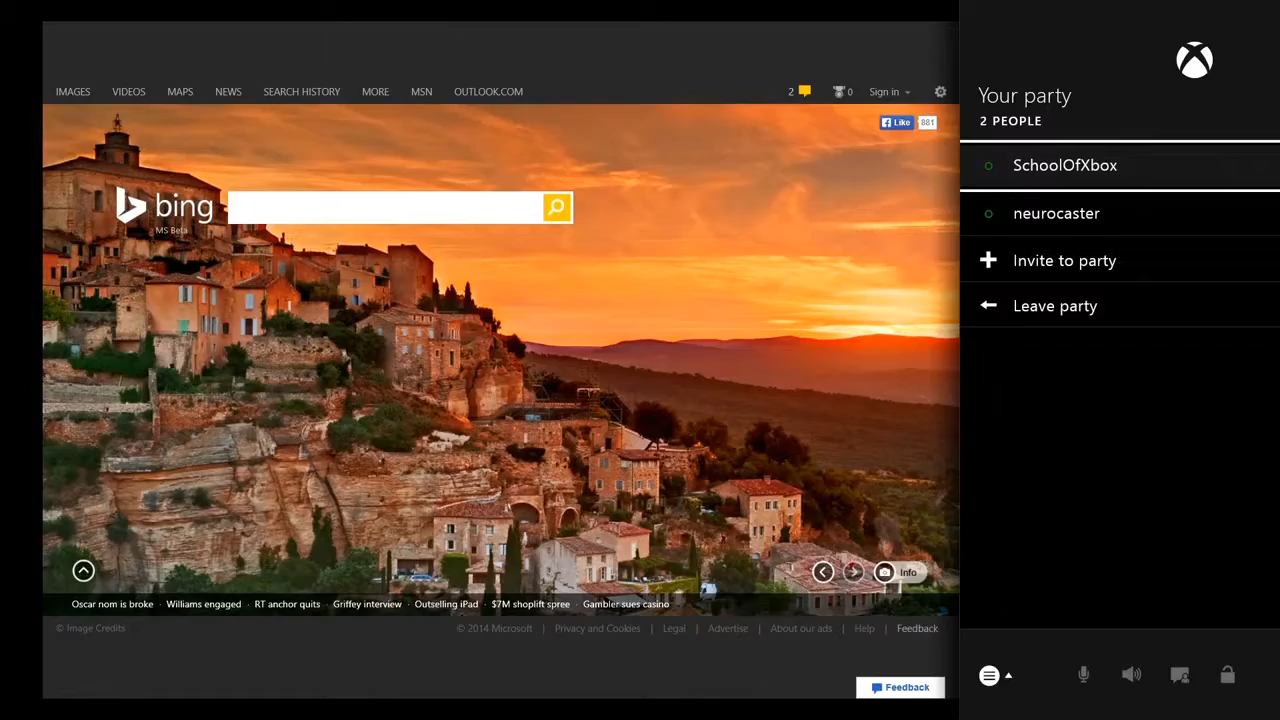 IMAGES VIDEOS MAPS NEWS SEARCH HISTORY MORE MSN OUTLOOK.COM 2 0 Sign in
Like 881
bing
MS Beta
Info
Oscar nom is broke · Williams engaged · RT anchor quits · Griffey interview · Outselling iPad · $7M shoplift spree · Gambler sues casino
© Image Credits © 2014 Microsoft | Privacy and Cookies | Legal | Advertise | About our ads | Help | Feedback
Feedback
Your party
2 PEOPLE
SchoolOfXbox
neurocaster
Invite to party
Leave party